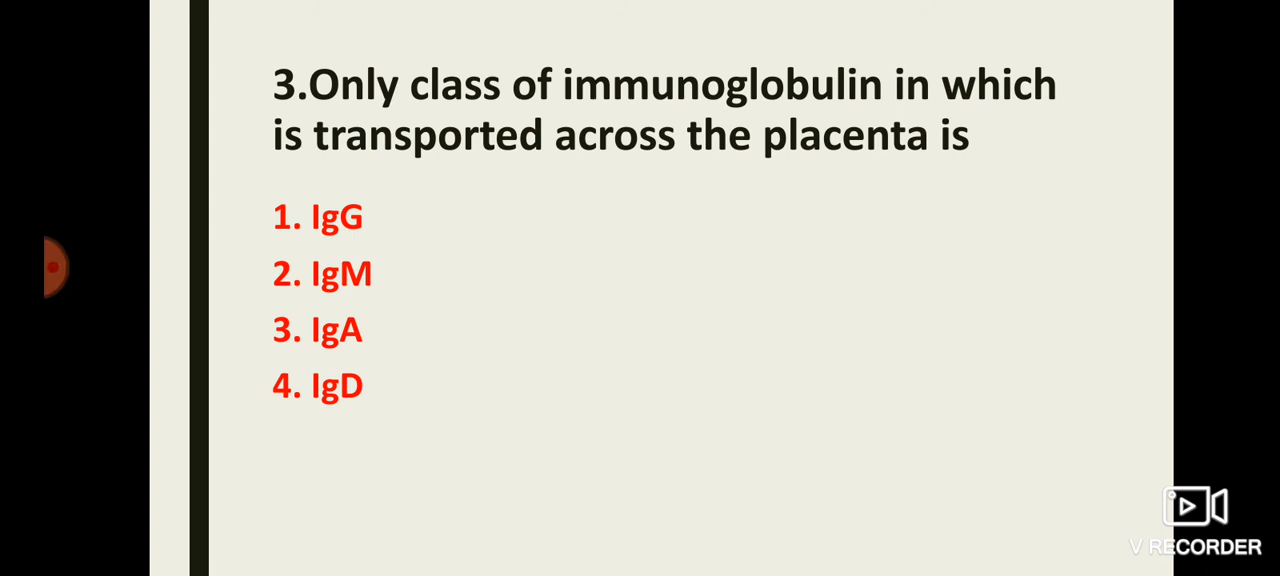 3.Only class of immunoglobulin in which
is transported across the placenta is
1. IgG
2. IgM
3. IgA
4. IgD
V RECORDER